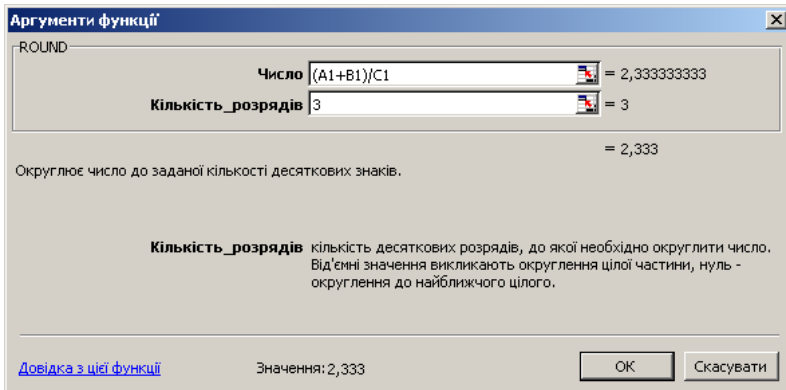 Аргументи функції
ROUND
Число (A1+B1)/C1 = 2,333333333
Кількість_розрядів 3 = 3
= 2,333
Округлює число до заданої кількості десяткових знаків.
Кількість_розрядів кількість десяткових розрядів, до якої необхідно округлити число.
Від'ємні значення викликають округлення цілої частини, нуль -
округлення до найближчого цілого.
Довідка з цієї функції Значення:2,333 ОК Скасувати